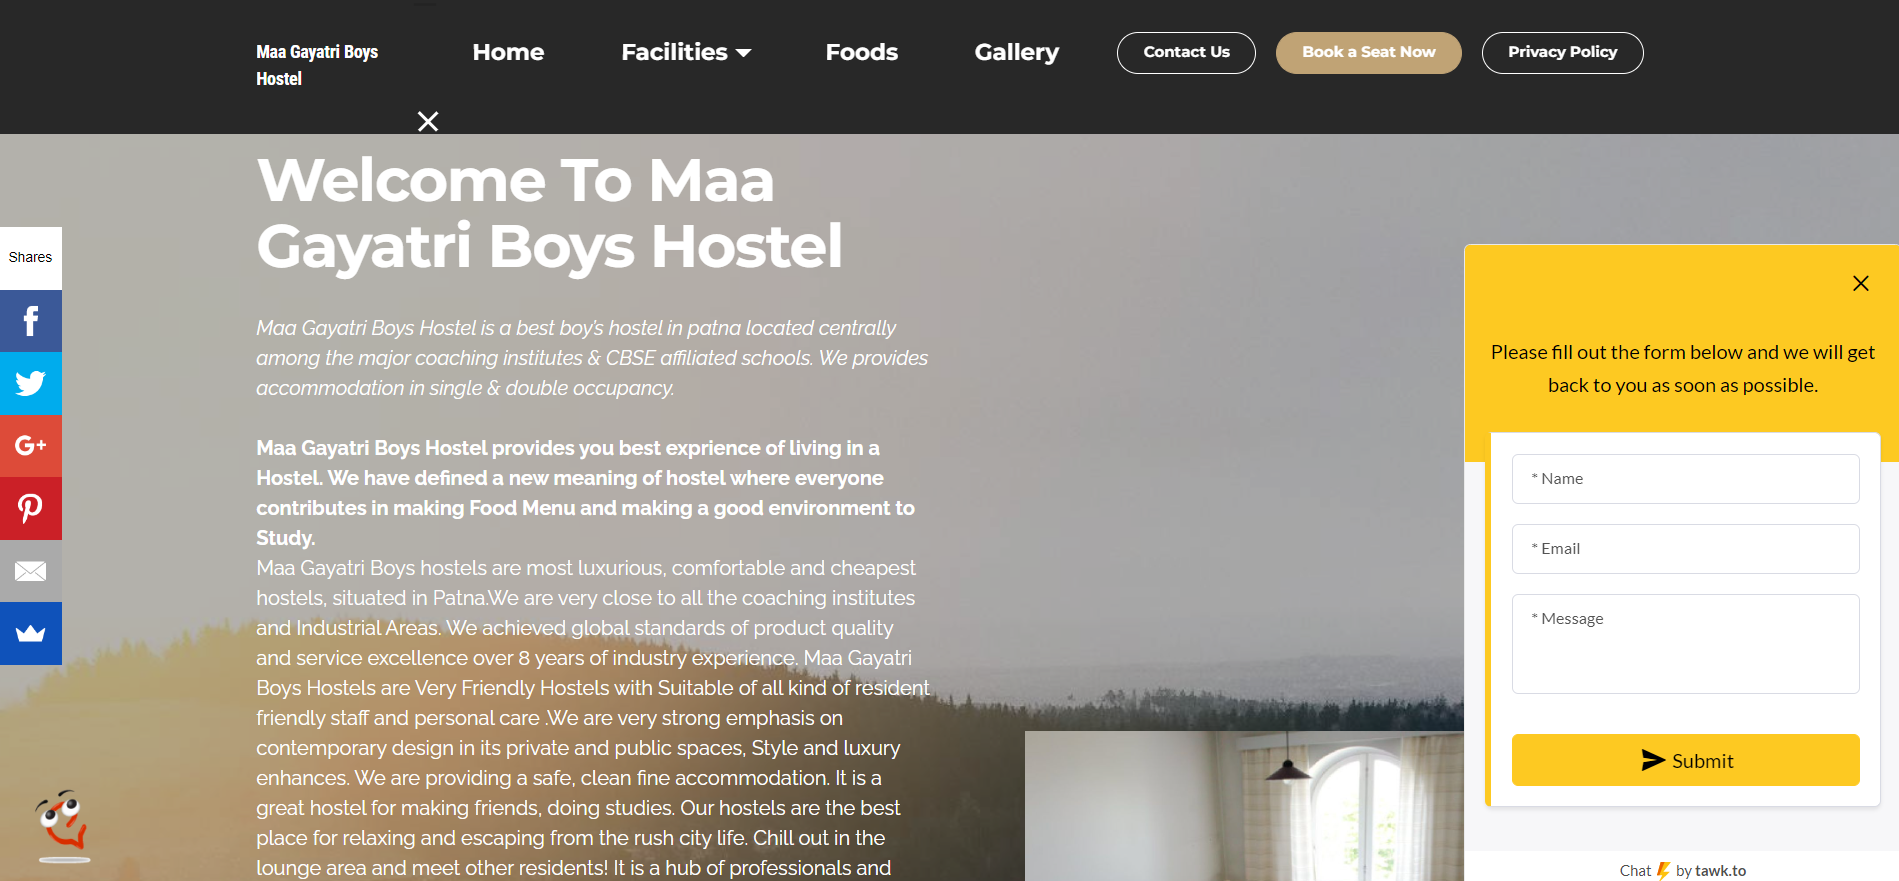 Maa Gayatri Boys
Hostel
Home
Facilities
Foods
Gallery
Contact Us
Book a Seat Now
Privacy Policy
Welcome To Maa
Gayatri Boys Hostel
Maa Gayatri Boys Hostel is a best boy's hostel in patna located centrally
among the major coaching institutes & CBSE affiliated schools. We provides
accommodation in single & double occupancy.
Maa Gayatri Boys Hostel provides you best exprience of living in a
Hostel. We have defined a new meaning of hostel where everyone
contributes in making Food Menu and making a good environment to
Study.
Maa Gayatri Boys hostels are most luxurious, comfortable and cheapest
hostels, situated in Patna.We are very close to all the coaching institutes
and Industrial Areas. We achieved global standards of product quality
and service excellence over 8 years of industry experience. Maa Gayatri
Boys Hostels are Very Friendly Hostels with Suitable of all kind of resident
friendly staff and personal care .We are very strong emphasis on
contemporary design in its private and public spaces, Style and luxury
enhances. We are providing a safe, clean fine accommodation. It is a
great hostel for making friends, doing studies. Our hostels are the best
place for relaxing and escaping from the rush city life. Chill out in the
lounge area and meet other residents! It is a hub of professionals and
Shares
Please fill out the form below and we will get
back to you as soon as possible.
* Name
* Email
* Message
Submit
Chat by tawk.to